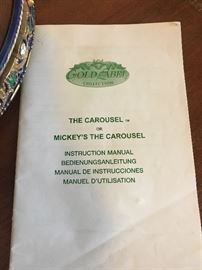 GOLD LABEL
COLLECTION
THE CAROUSEL TM
OR
MICKEY'S THE CAROUSEL
INSTRUCTION MANUAL
BEDIENUNGSANLEITUNG
MANUAL DE INSTRUCCIONES
MANUEL D'UTILISATION